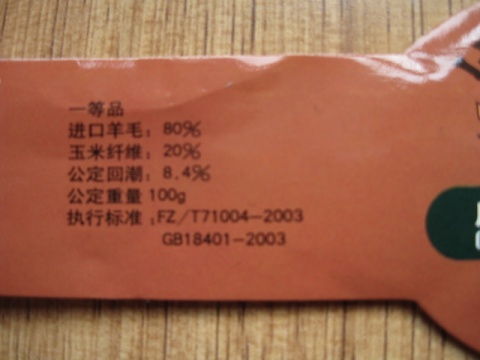 一等品
进口羊毛：80%
玉米纤维：20%
公定回潮：8.4%
公定重量 100g
执行标准：FZ/T71004—2003
GB18401—2003